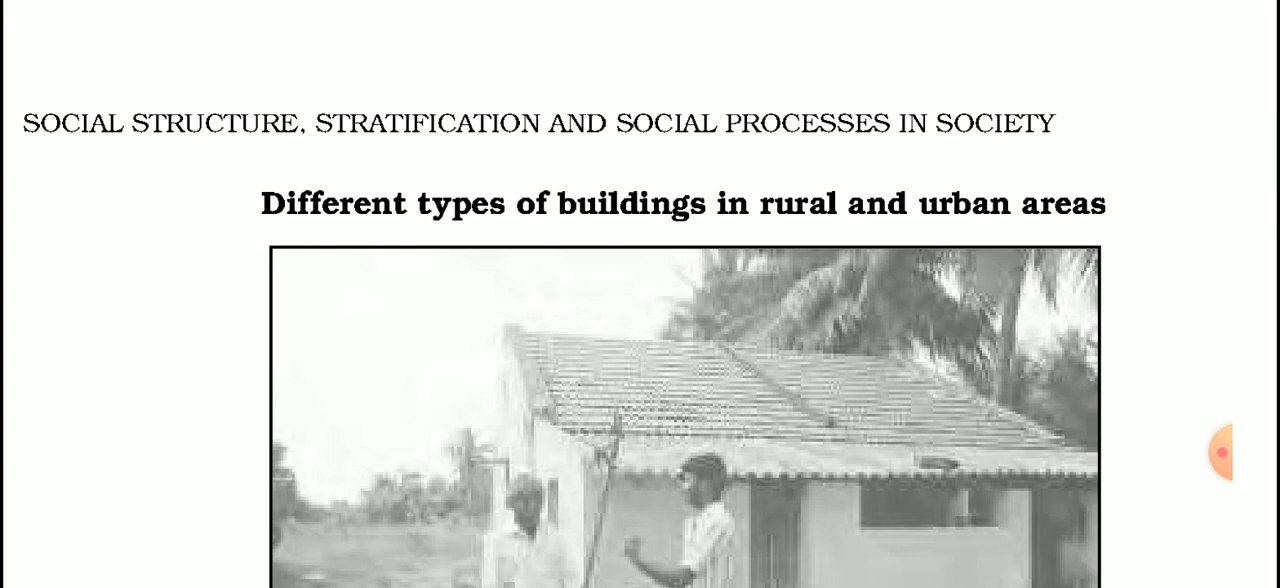 SOCIAL STRUCTURE, STRATIFICATION AND SOCIAL PROCESSES IN SOCIETY
Different types of buildings in rural and urban areas